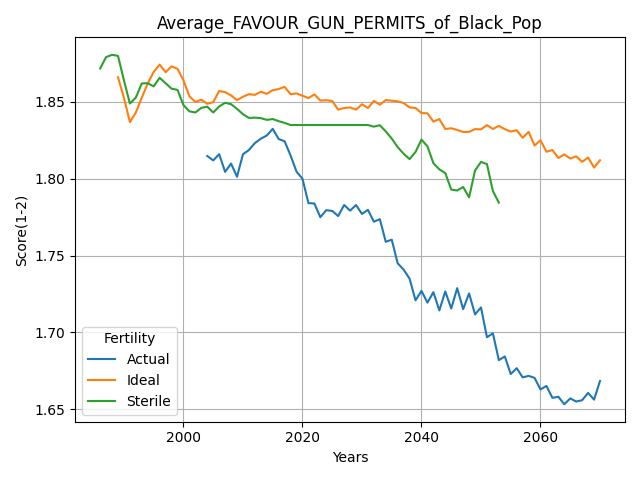 Average_FAVOUR_GUN_PERMITS_of_Black_Pop
Score(1-2)
1.85
1.80
1.75
1.70
1.65
Fertility
Actual
Ideal
Sterile
2000 2020 2040 2060
Years